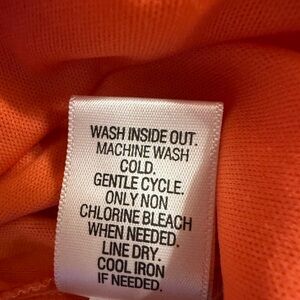 WASH INSIDE OUT.
MACHINE WASH
COLD.
GENTLE CYCLE.
ONLY NON
CHLORINE BLEACH
WHEN NEEDED.
LINE DRY.
COOL IRON
IF NEEDED.